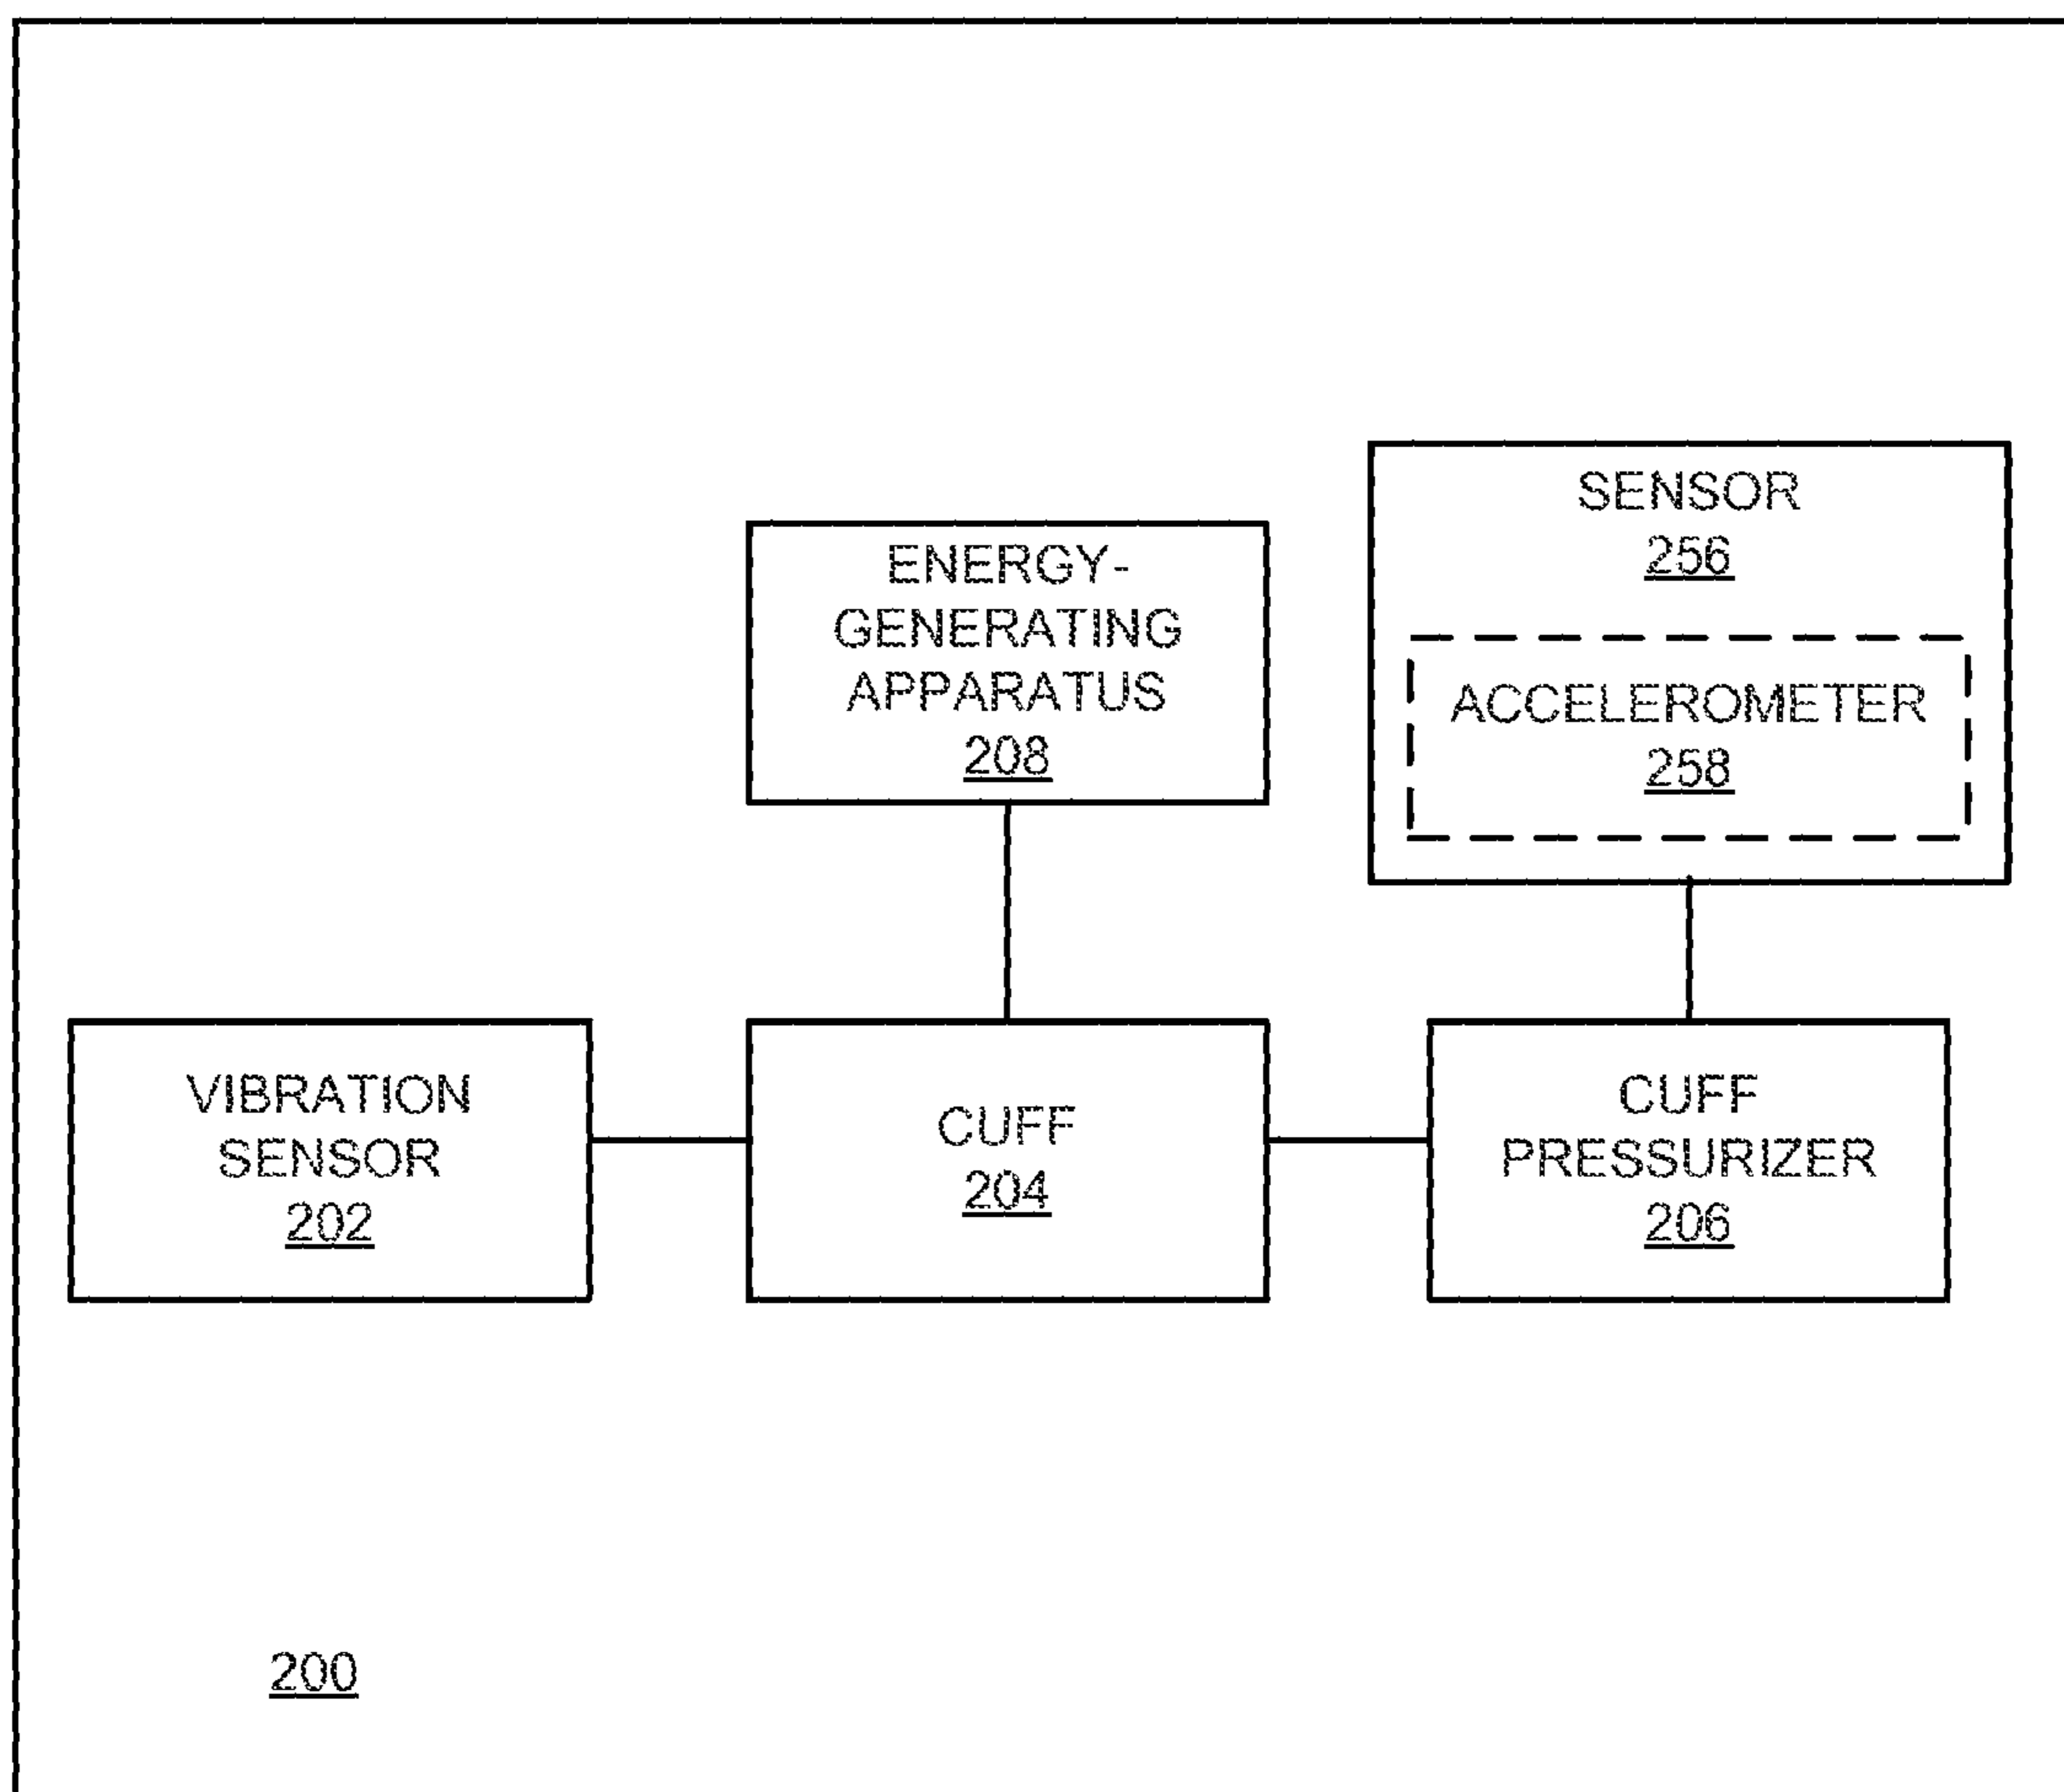 SENSOR
256
ENERGY-
GENERATING
APPARATUS
208
ACCELEROMETER
258
VIBRATION
SENSOR
202
CUFF
204
CUFF
PRESSURIZER
206
200